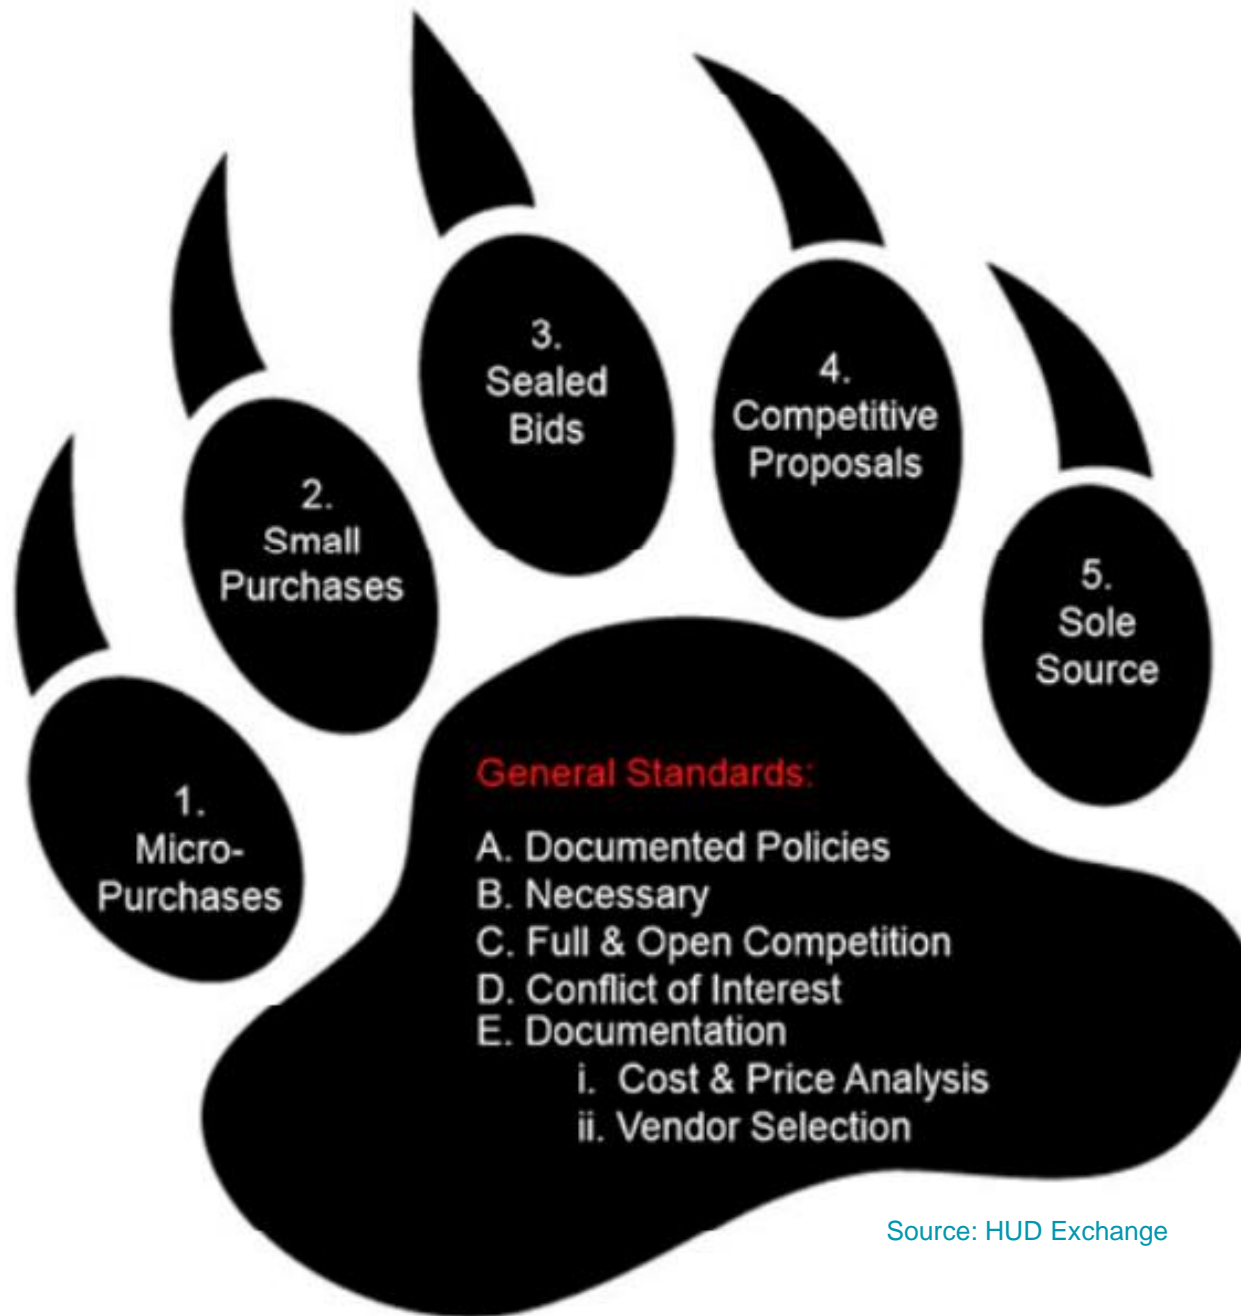 1.
Micro-
Purchases
2.
Small
Purchases
3.
Sealed
Bids
4.
Competitive
Proposals
5.
Sole
Source
General Standards:
A. Documented Policies
B. Necessary
C. Full & Open Competition
D. Conflict of Interest
E. Documentation
i. Cost & Price Analysis
ii. Vendor Selection
Source: HUD Exchange